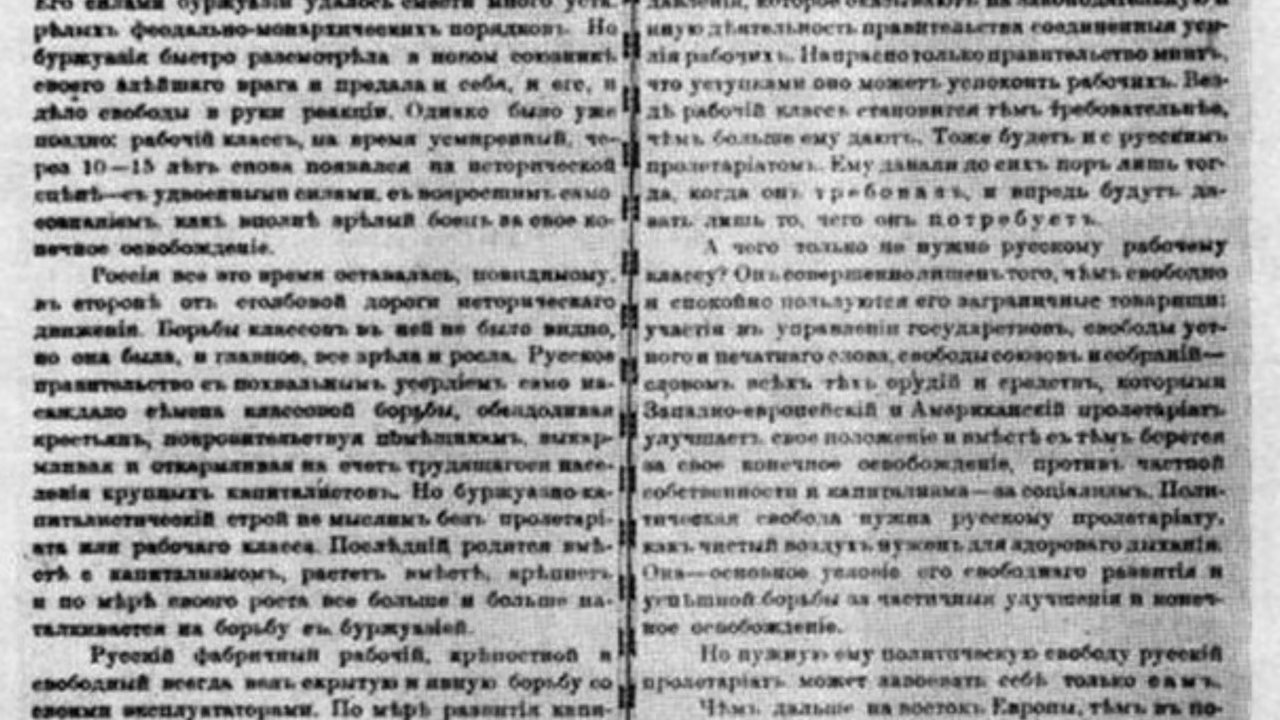 Его силами буржуазіи удалось смести много уста-
рѣлыхъ феодально-монархическихъ порядковъ. Но
буржуазія быстро разсмотрѣла в новом союзникѣ
своего злѣйшаго врага и предала и себя, и его, и
дѣло свободы в руки реакціи. Однако было уже
поздно: рабочій классъ, на время усмиренный, че-
рез 10—15 лѣтъ снова появился на исторической
сценѣ—съ удвоенными силами, съ возросшимъ само
сознаніемъ, какъ вполнѣ зрѣлый боецъ за свое ко-
нечное освобожденіе.
Россія все это время оставалась, повидимому,
въ сторонѣ отъ столбовой дороги историческаго
движенія. Борьбы классовъ въ ней не было видно,
но она была, и главное, все зрѣла и росла. Русское
правительство съ похвальнымъ усердіемъ само на-
саждало сѣмена классовой борьбы, обездоливая
крестьянъ, покровительствуя помѣщикамъ, выкар-
мливая и откармливая на счетъ трудящагося насе-
ленія крупныхъ капиталистовъ. Но буржуазно-ка-
питалистическій строй не мыслимъ безъ пролетарі-
ата или рабочаго класса. Послѣдній родится вмѣ-
стѣ с капитализмомъ, растетъ вмѣстѣ, крѣпнетъ
и по мѣрѣ своего роста все больше и больше на-
талкивается на борьбу съ буржуазіей.
Русскій фабричный рабочій, крѣпостной и
свободный всегда велъ скрытую и явную борьбу со
своими эксплуататорами. По мѣрѣ развитія капи-
давленія, которое оказываютъ на законодательную и
иную дѣятельность правительства соединенныя уси-
лія рабочихъ. Напрасно только правительство мнитъ,
что уступками оно можетъ успокоить рабочихъ. Вез-
дѣ рабочій классъ становится тѣмъ требовательнѣе,
чѣмъ больше ему даютъ. Тоже будетъ и с русскимъ
пролетаріатомъ. Ему давали до сихъ поръ лишь тог-
да, когда онъ требовалъ, и впредь будутъ да-
вать лишь то, чего онъ потребуетъ.
А чего только не нужно русскому рабочему
классу? Онъ совершенно лишенъ того, чѣмъ свободно
и спокойно пользуются его заграничные товарищи:
участія въ управленіи государствомъ, свободы уст-
ного и печатнаго слова, свободы союзовъ и собраній—
словомъ всѣхъ тѣхъ орудій и средствъ, которыми
Западно-европейскій и Американскій пролетаріатъ
улучшаетъ свое положеніе и вмѣстѣ съ тѣмъ борется
за свое конечное освобожденіе, противъ частной
собственности и капитализма—за соціализмъ. Поли-
тическая свобода нужна русскому пролетаріату,
какъ чистый воздухъ нуженъ для здороваго дыханія.
Она—основное условіе его свободнаго развитія и
успѣшной борьбы за частичныя улучшенія и конеч-
ное освобожденіе.
Но нужную ему политическую свободу русскій
пролетаріатъ можетъ завоевать себѣ только самъ.
Чѣмъ дальше на востокъ Европы, тѣмъ въ по-